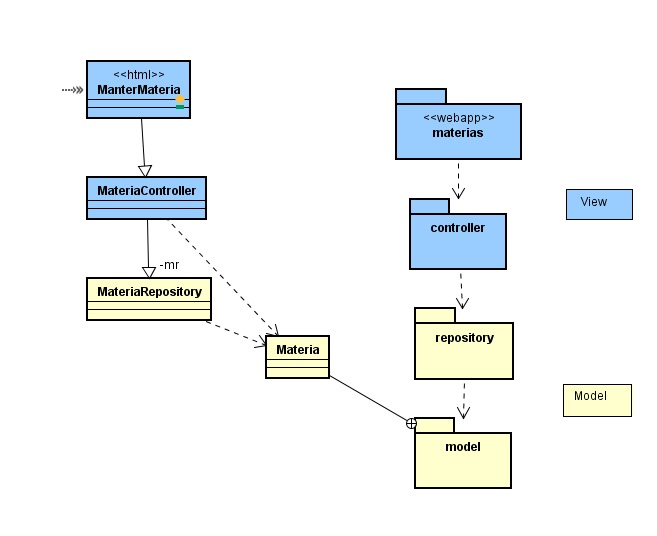 <<html>>
ManterMateria
<<webapp>>
materias
MateriaController
View
controller
-mr
MateriaRepository
repository
Materia
Model
model